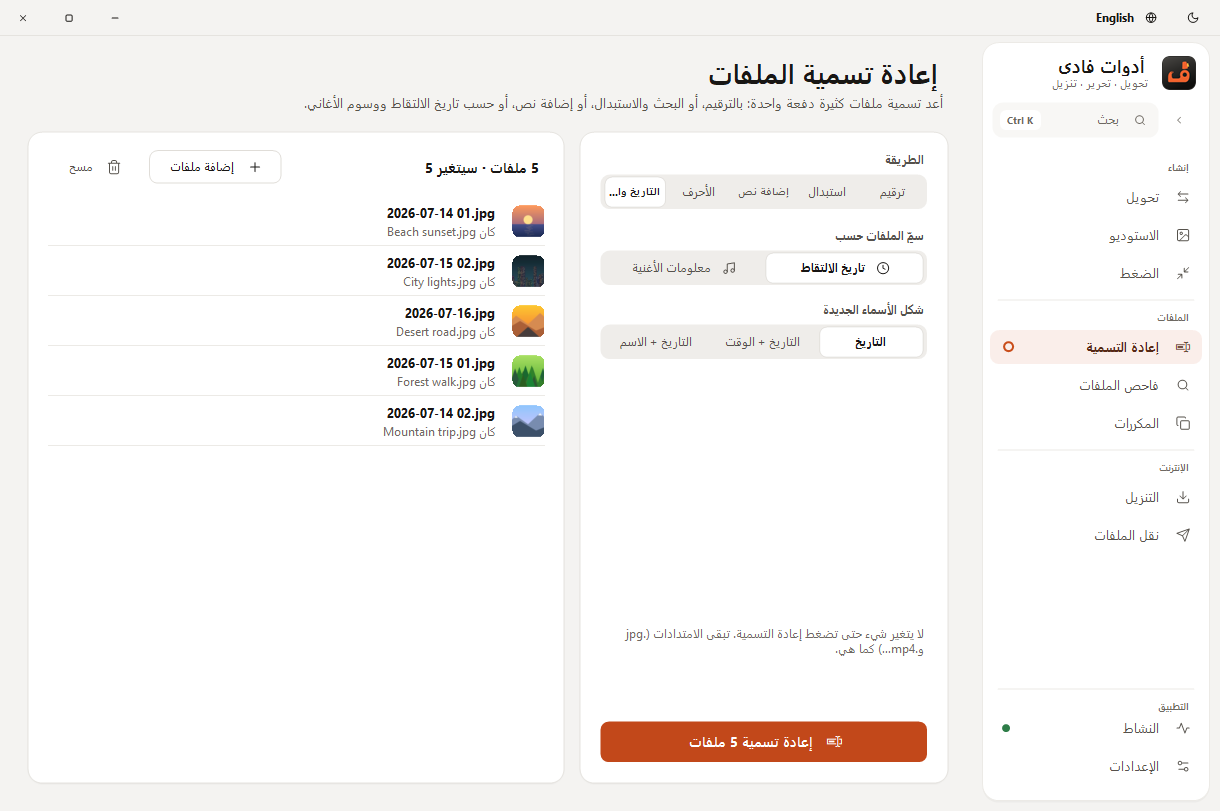 English
أدوات فادى
تحويل · تحرير · تنزيل
بحث
Ctrl K
إنشاء
تحويل
الاستوديو
الضغط
الملفات
إعادة التسمية
فاحص الملفات
المكررات
الإنترنت
التنزيل
نقل الملفات
التطبيق
النشاط
الإعدادات
إعادة تسمية الملفات
أعد تسمية ملفات كثيرة دفعة واحدة: بالترقيم، أو البحث والاستبدال، أو إضافة نص، أو حسب تاريخ الالتقاط ووسوم الأغاني.
الطريقة
ترقيم
استبدال
إضافة نص
الأحرف
التاريخ وا...
سمّ الملفات حسب
تاريخ الالتقاط
معلومات الأغنية
شكل الأسماء الجديدة
التاريخ
التاريخ + الوقت
التاريخ + الاسم
لا يتغير شيء حتى تضغط إعادة التسمية. تبقى الامتدادات (.jpg
و.mp4...) كما هي.
إعادة تسمية 5 ملفات
5 ملفات · سيتغير 5
إضافة ملفات
مسح
2026-07-14 01.jpg
كان Beach sunset.jpg
2026-07-15 02.jpg
كان City lights.jpg
2026-07-16.jpg
كان Desert road.jpg
2026-07-15 01.jpg
كان Forest walk.jpg
2026-07-14 02.jpg
كان Mountain trip.jpg